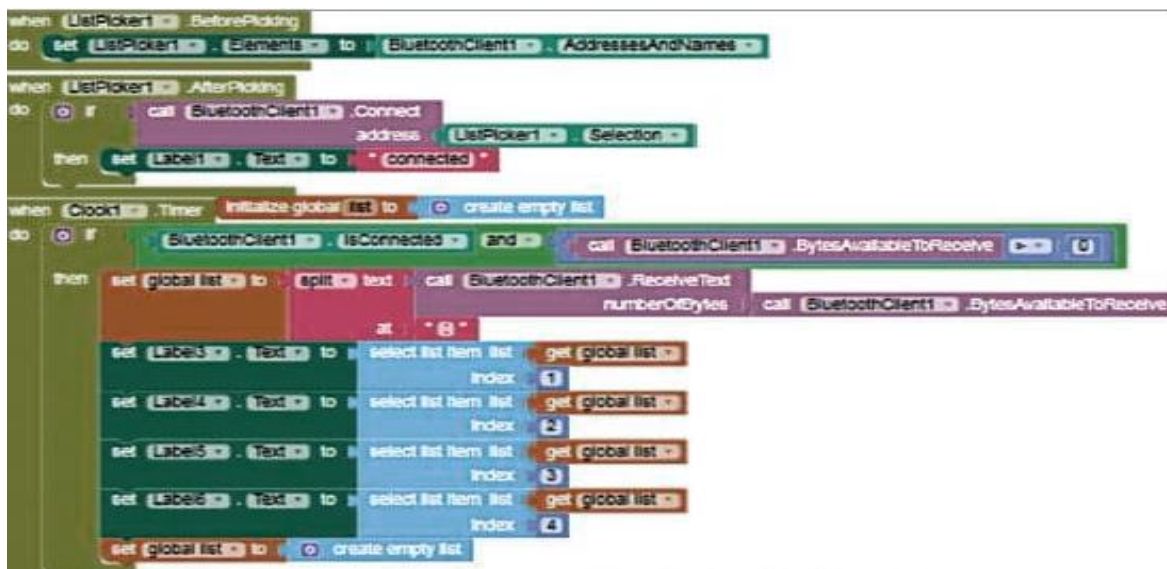 when ListPicker1 .BeforePicking
do set ListPicker1 . Elements to BluetoothClient1 . AddressesAndNames
when ListPicker1 .AfterPicking
do if call BluetoothClient1 .Connect
address ListPicker1 . Selection
then set Label1 . Text to " connected "
when Clock1 .Timer initialize global list to create empty list
do if BluetoothClient1 . IsConnected and call BluetoothClient1 .BytesAvailableToReceive > 0
then set global list to split text call BluetoothClient1 .ReceiveText
numberOfBytes call BluetoothClient1 .BytesAvailableToReceive
at " "
set Label3 . Text to select list item list get global list
index 1
set Label4 . Text to select list item list get global list
index 2
set Label5 . Text to select list item list get global list
index 3
set Label6 . Text to select list item list get global list
index 4
set global list to create empty list